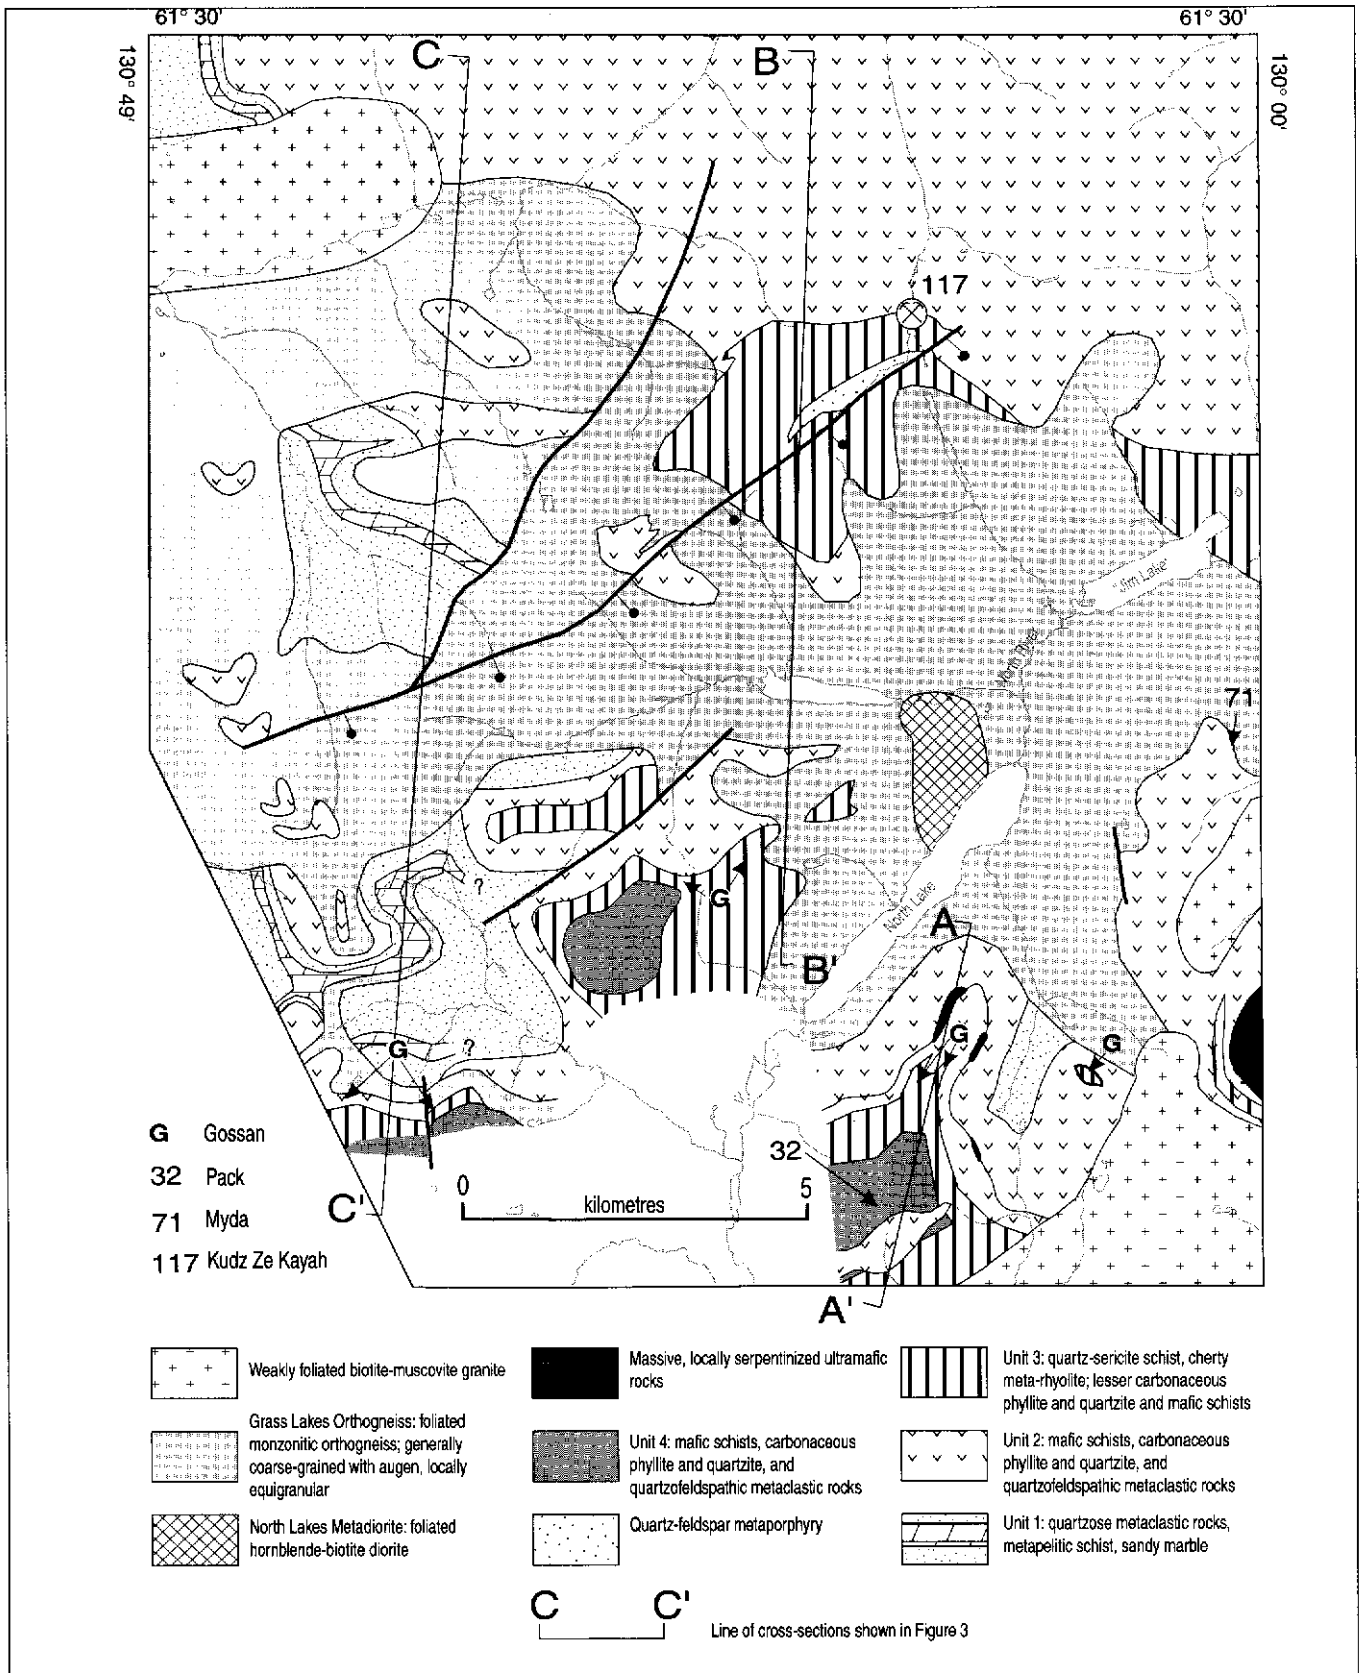 61° 30'
61° 30'
130° 49'
130° 00'
C
B
117
"Jim Lake"
North River
71
North Lake
A
?
G
B'
G
G
?
G
32
G Gossan
32 Pack
71 Myda
117 Kudz Ze Kayah
C'
0 5
kilometres
A'
Weakly foliated biotite-muscovite granite
Grass Lakes Orthogneiss: foliated
monzonitic orthogneiss; generally
coarse-grained with augen, locally
equigranular
North Lakes Metadiorite: foliated
hornblende-biotite diorite
Massive, locally serpentinized ultramafic
rocks
Unit 4: mafic schists, carbonaceous
phyllite and quartzite, and
quartzofeldspathic metaclastic rocks
Quartz-feldspar metaporphyry
Unit 3: quartz-sericite schist, cherty
meta-rhyolite; lesser carbonaceous
phyllite and quartzite and mafic schists
Unit 2: mafic schists, carbonaceous
phyllite and quartzite, and
quartzofeldspathic metaclastic rocks
Unit 1: quartzose metaclastic rocks,
metapelitic schist, sandy marble
C C'
Line of cross-sections shown in Figure 3